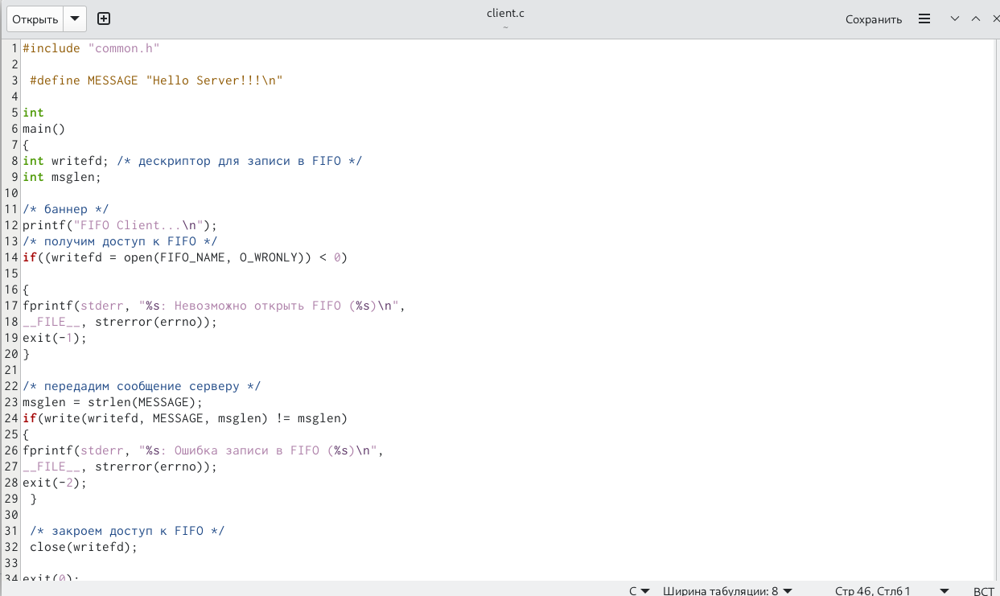 Открыть
client.c
~
Сохранить
1 #include "common.h"
2
3 #define MESSAGE "Hello Server!!!\n"
4
5 int
6 main()
7 {
8 int writefd; /* дескриптор для записи в FIFO */
9 int msglen;
10
11 /* баннер */
12 printf("FIFO Client...\n");
13 /* получим доступ к FIFO */
14 if((writefd = open(FIFO_NAME, O_WRONLY)) < 0)
15
16 {
17 fprintf(stderr, "%s: Невозможно открыть FIFO (%s)\n",
18 __FILE__, strerror(errno));
19 exit(-1);
20 }
21
22 /* передадим сообщение серверу */
23 msglen = strlen(MESSAGE);
24 if(write(writefd, MESSAGE, msglen) != msglen)
25 {
26 fprintf(stderr, "%s: Ошибка записи в FIFO (%s)\n",
27 __FILE__, strerror(errno));
28 exit(-2);
29 }
30
31 /* закроем доступ к FIFO */
32 close(writefd);
33
34 exit(0);
C Ширина табуляции: 8 Стр 46, Стлб 1 ВСТ